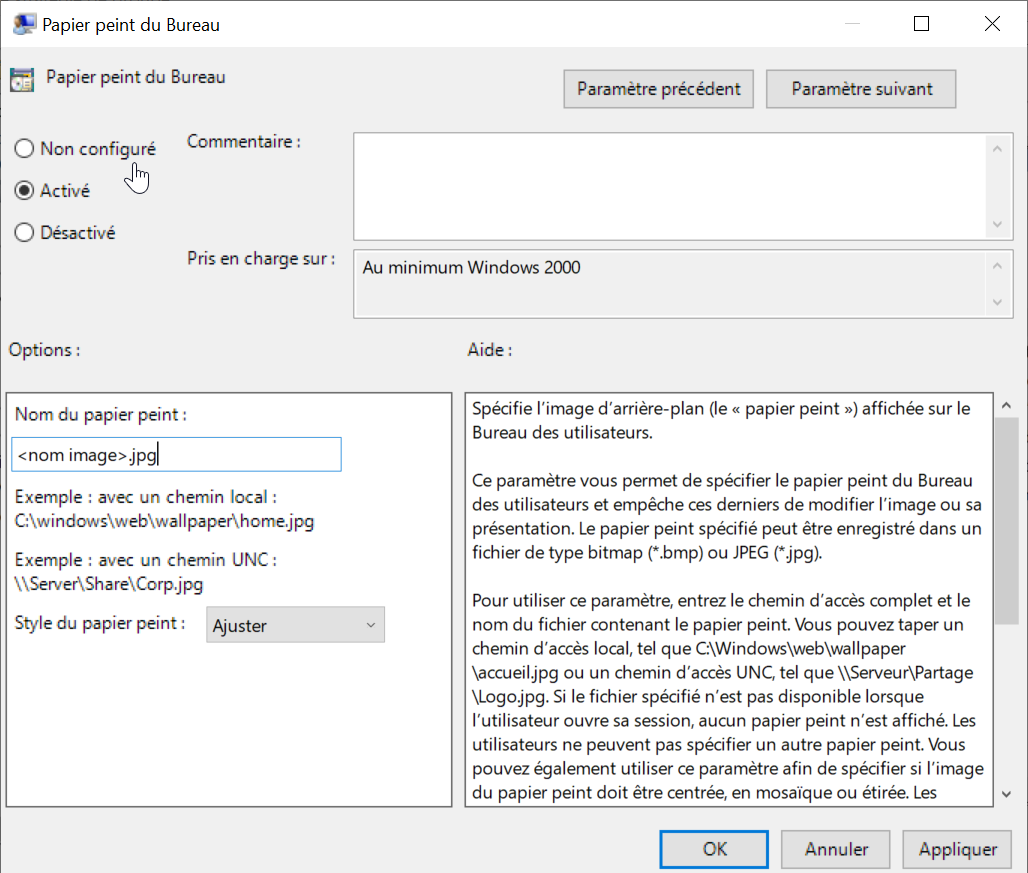 Papier peint du Bureau
Papier peint du Bureau
Paramètre précédent
Paramètre suivant
Non configuré
Commentaire :
Activé
Désactivé
Pris en charge sur :
Au minimum Windows 2000
Options :
Aide :
Nom du papier peint :
<nom image>.jpg
Exemple : avec un chemin local :
C:\windows\web\wallpaper\home.jpg
Exemple : avec un chemin UNC :
\\Server\Share\Corp.jpg
Style du papier peint :
Ajuster
Spécifie l’image d’arrière-plan (le « papier peint ») affichée sur le
Bureau des utilisateurs.
Ce paramètre vous permet de spécifier le papier peint du Bureau
des utilisateurs et empêche ces derniers de modifier l’image ou sa
présentation. Le papier peint spécifié peut être enregistré dans un
fichier de type bitmap (*.bmp) ou JPEG (*.jpg).
Pour utiliser ce paramètre, entrez le chemin d’accès complet et le
nom du fichier contenant le papier peint. Vous pouvez taper un
chemin d’accès local, tel que C:\Windows\web\wallpaper
\accueil.jpg ou un chemin d’accès UNC, tel que \\Serveur\Partage
\Logo.jpg. Si le fichier spécifié n’est pas disponible lorsque
l’utilisateur ouvre sa session, aucun papier peint n’est affiché. Les
utilisateurs ne peuvent pas spécifier un autre papier peint. Vous
pouvez également utiliser ce paramètre afin de spécifier si l’image
du papier peint doit être centrée, en mosaïque ou étirée. Les
OK
Annuler
Appliquer